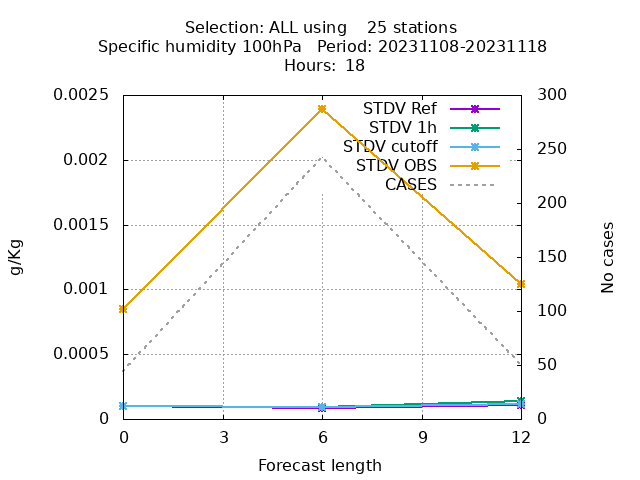 Selection: ALL using    25 stations
Specific humidity 100hPa   Period: 20231108-20231118
Hours: 18
STDV Ref
STDV 1h
STDV cutoff
STDV OBS
CASES
0.0025
0.002
0.0015
0.001
0.0005
0
g/Kg
300
250
200
150
100
50
0
No cases
0 3 6 9 12
Forecast length